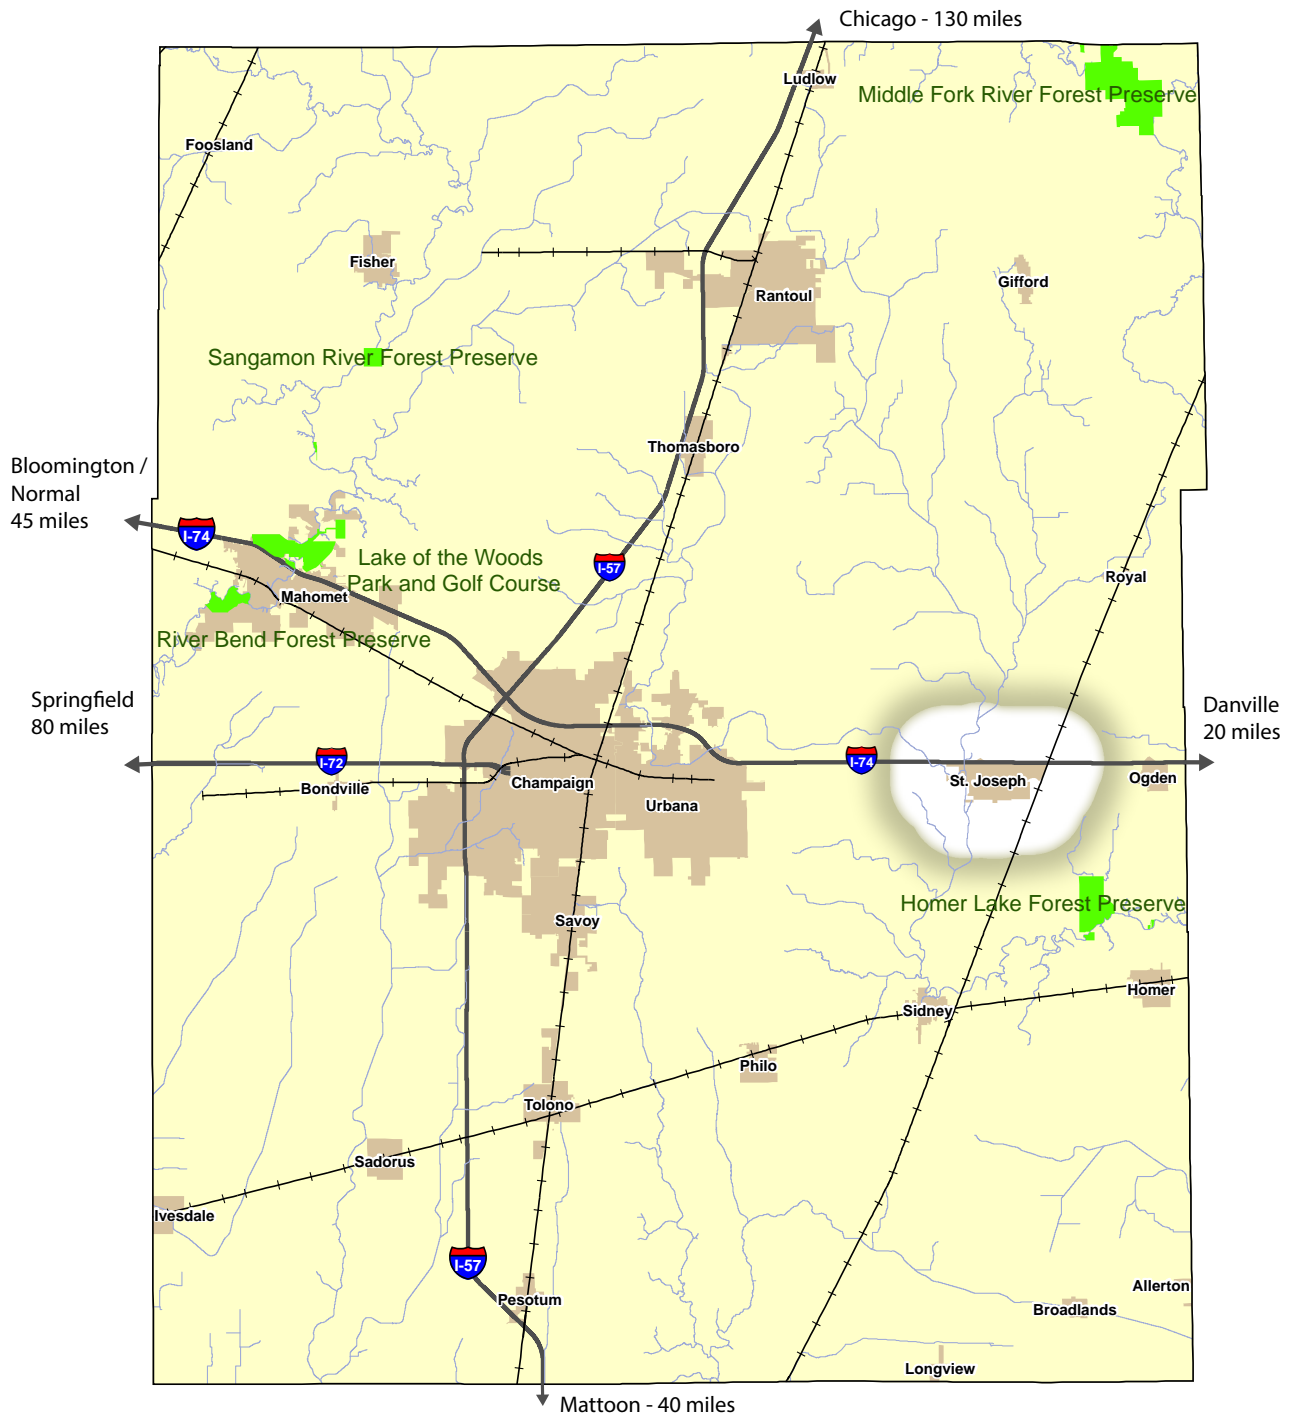 Chicago - 130 miles
Ludlow
Middle Fork River Forest Preserve
Foosland
Fisher
Gifford
Rantoul
Sangamon River Forest Preserve
Thomasboro
Bloomington /
Normal
45 miles
I-74
Lake of the Woods
Park and Golf Course
I-57
Royal
Mahomet
River Bend Forest Preserve
Springfield
80 miles
Danville
20 miles
I-72
I-74
Bondville
Champaign
St. Joseph
Ogden
Urbana
Homer Lake Forest Preserve
Savoy
Homer
Sidney
Philo
Tolono
Sadorus
Ivesdale
I-57
Pesotum
Allerton
Broadlands
Longview
Mattoon - 40 miles